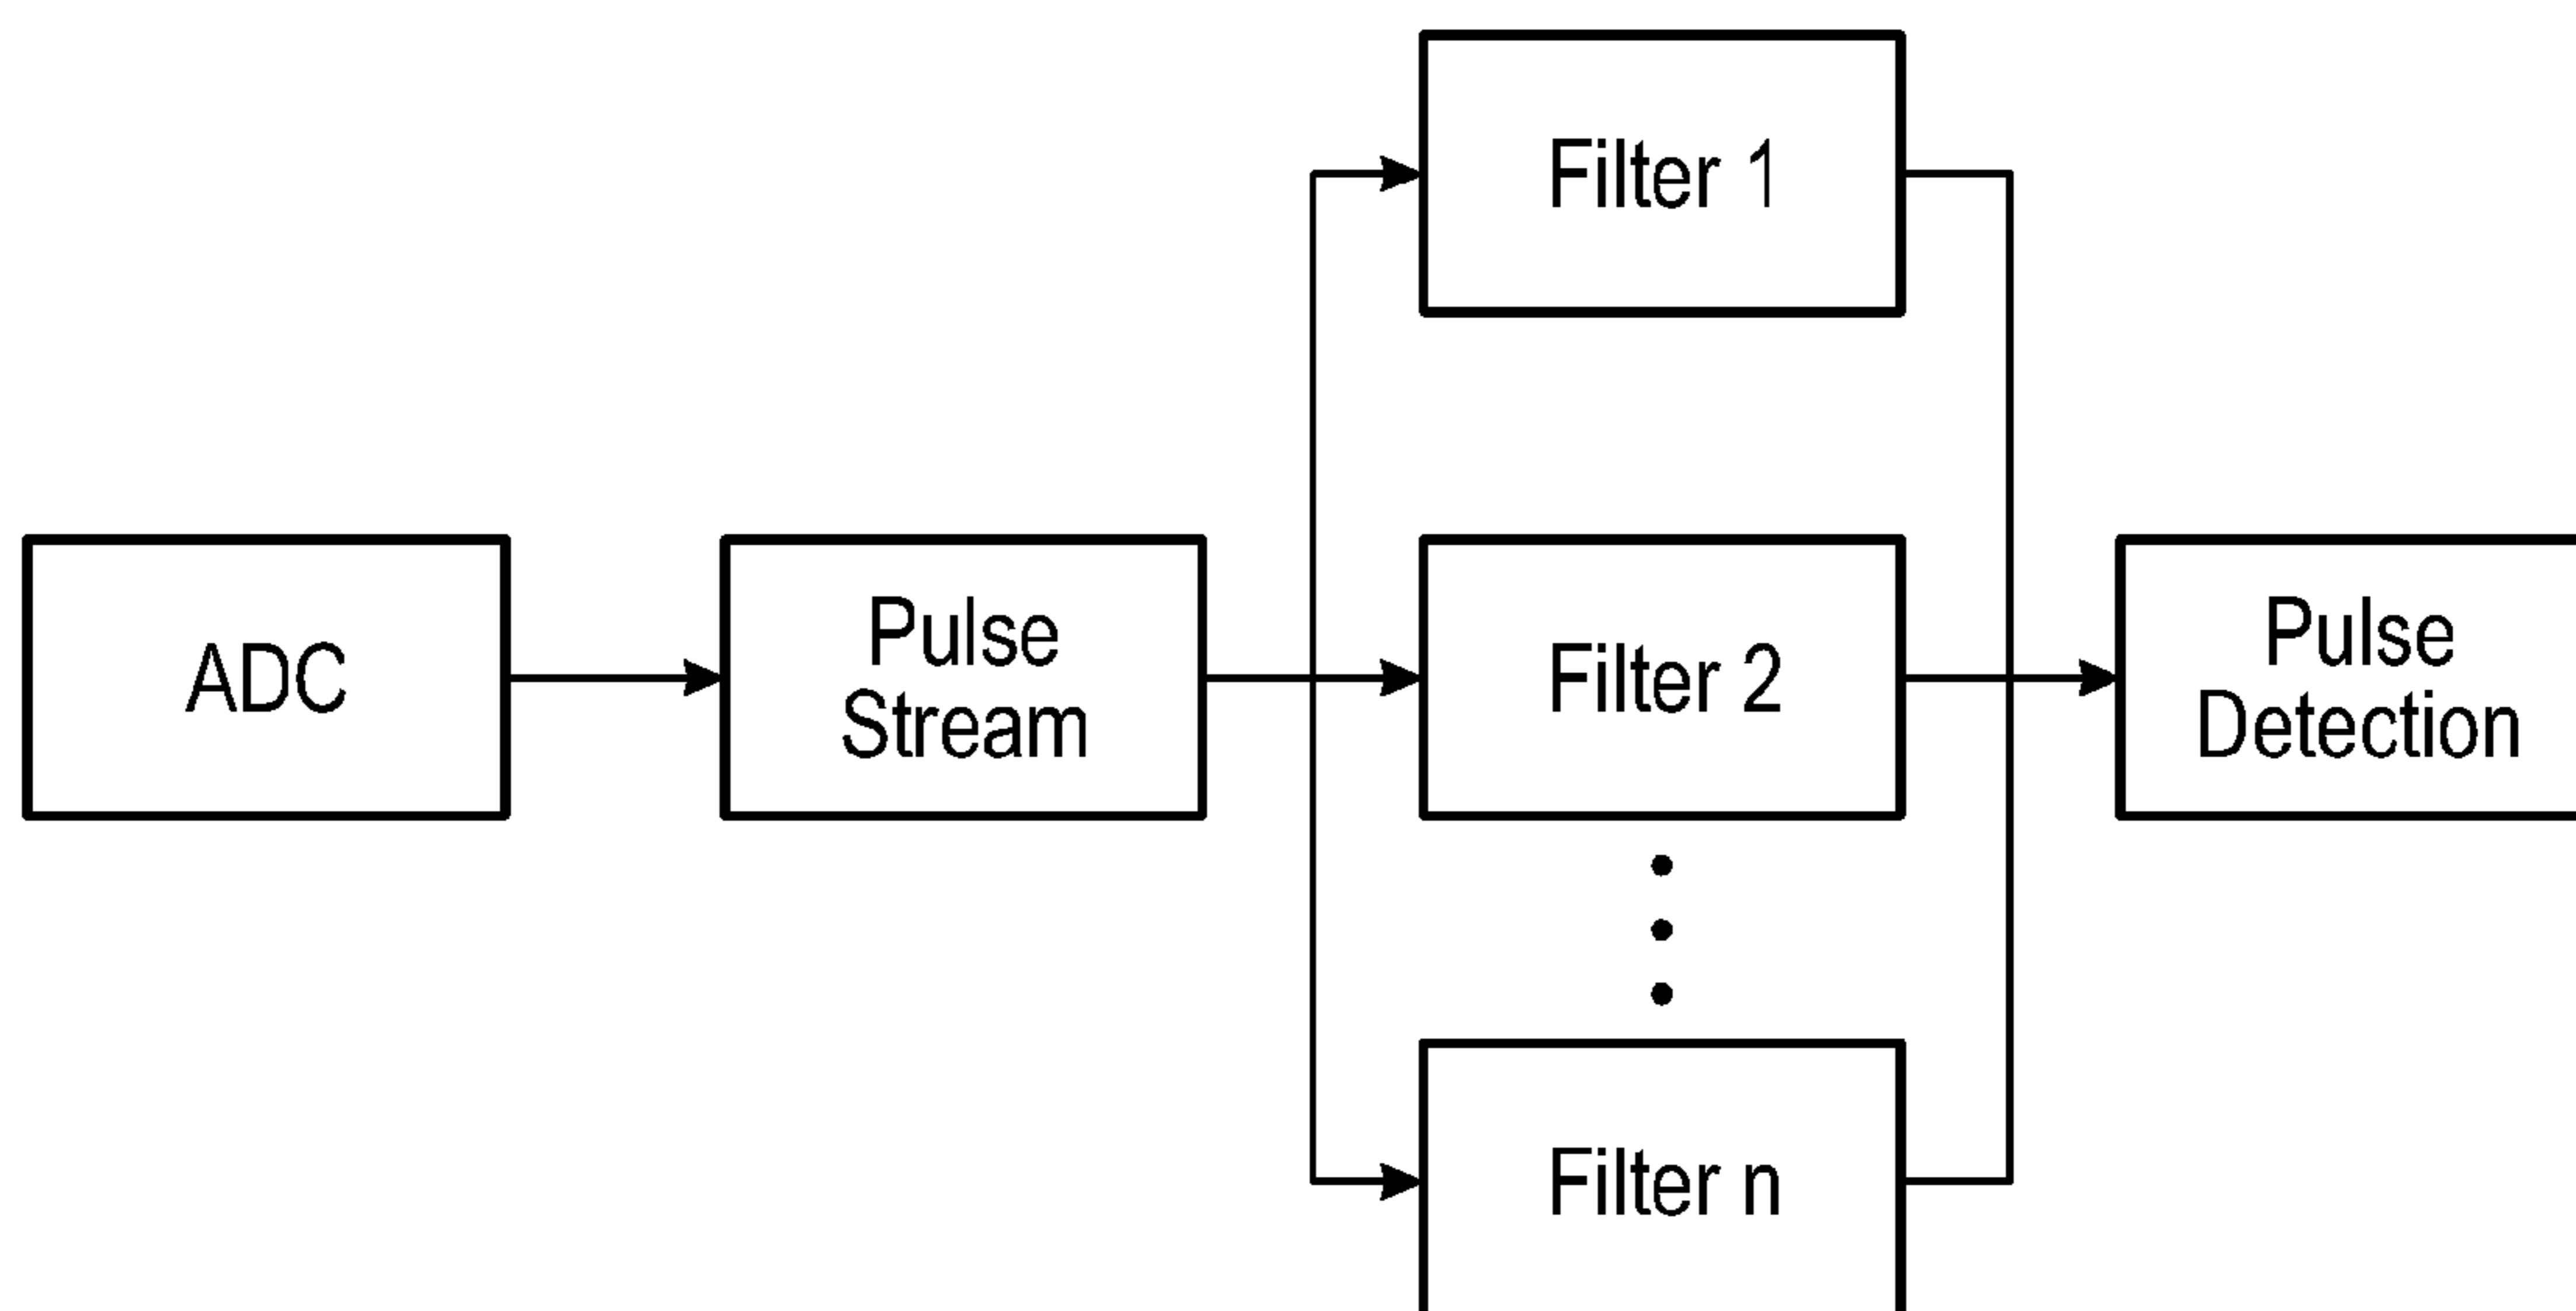 Filter 1
ADC
Pulse
Stream
Filter 2
Pulse
Detection
Filter n